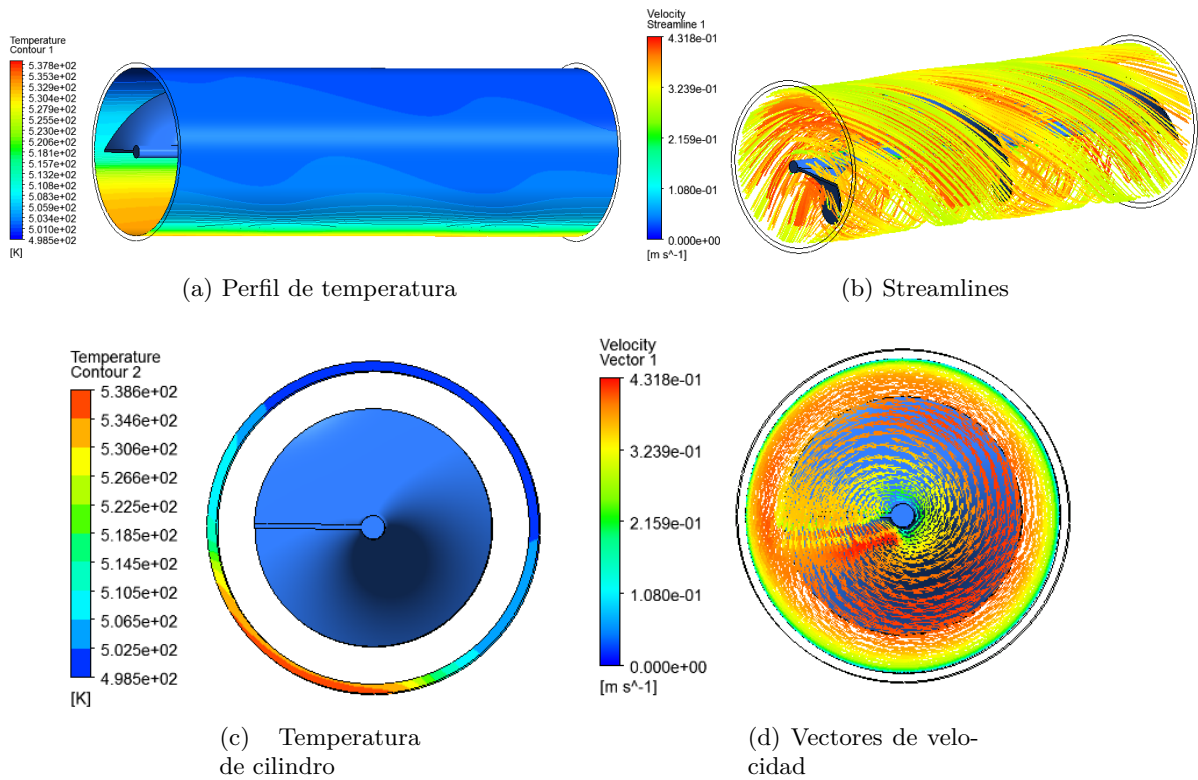 Temperature
Contour 1
5.378e+02
5.353e+02
5.329e+02
5.304e+02
5.279e+02
5.255e+02
5.230e+02
5.206e+02
5.181e+02
5.157e+02
5.132e+02
5.108e+02
5.083e+02
5.059e+02
5.034e+02
5.010e+02
4.985e+02
[K]
(a) Perfil de temperatura
Velocity
Streamline 1
4.318e-01
3.239e-01
2.159e-01
1.080e-01
0.000e+00
[m s^-1]
(b) Streamlines
Temperature
Contour 2
5.386e+02
5.346e+02
5.306e+02
5.266e+02
5.225e+02
5.185e+02
5.145e+02
5.105e+02
5.065e+02
5.025e+02
4.985e+02
[K]
(c) Temperatura
de cilindro
Velocity
Vector 1
4.318e-01
3.239e-01
2.159e-01
1.080e-01
0.000e+00
[m s^-1]
(d) Vectores de velo-
cidad